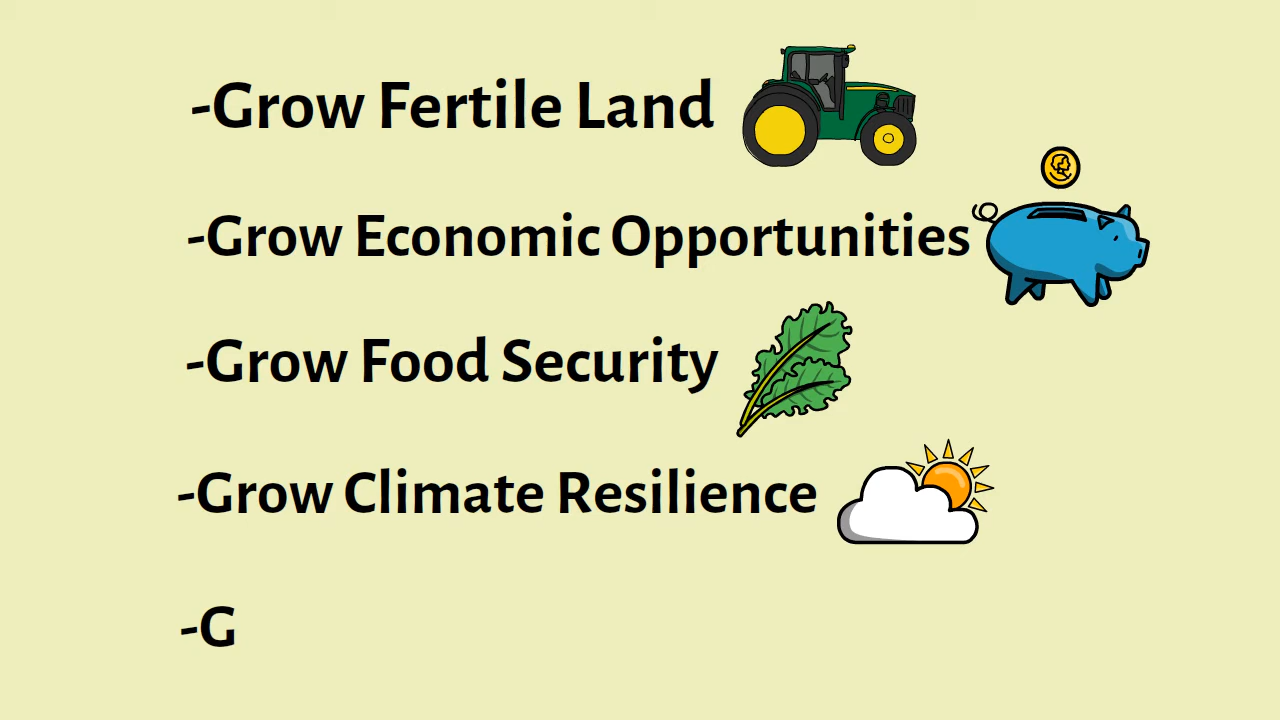 -Grow Fertile Land
-Grow Economic Opportunities
-Grow Food Security
-Grow Climate Resilience
-G